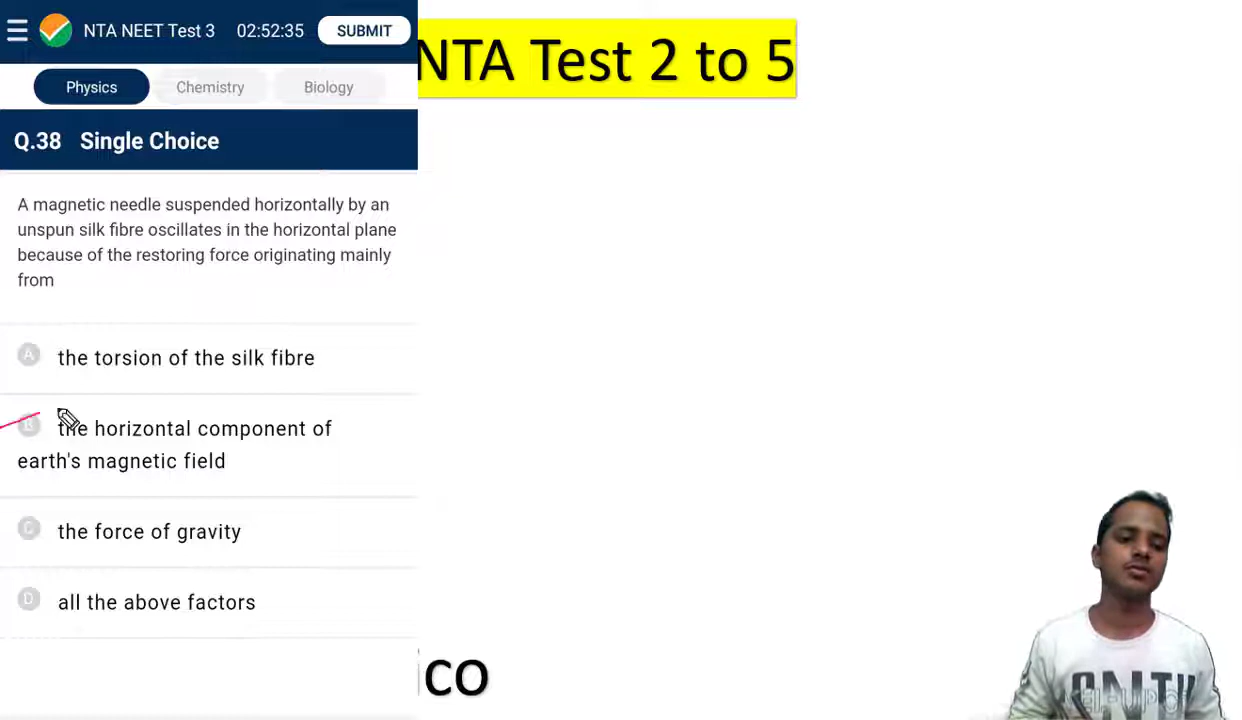 NTA NEET Test 3 02:52:35 SUBMIT
NTA Test 2 to 5
Physics Chemistry Biology
Q.38 Single Choice
A magnetic needle suspended horizontally by an
unspun silk fibre oscillates in the horizontal plane
because of the restoring force originating mainly
from
A the torsion of the silk fibre
B the horizontal component of
earth's magnetic field
C the force of gravity
D all the above factors
ico